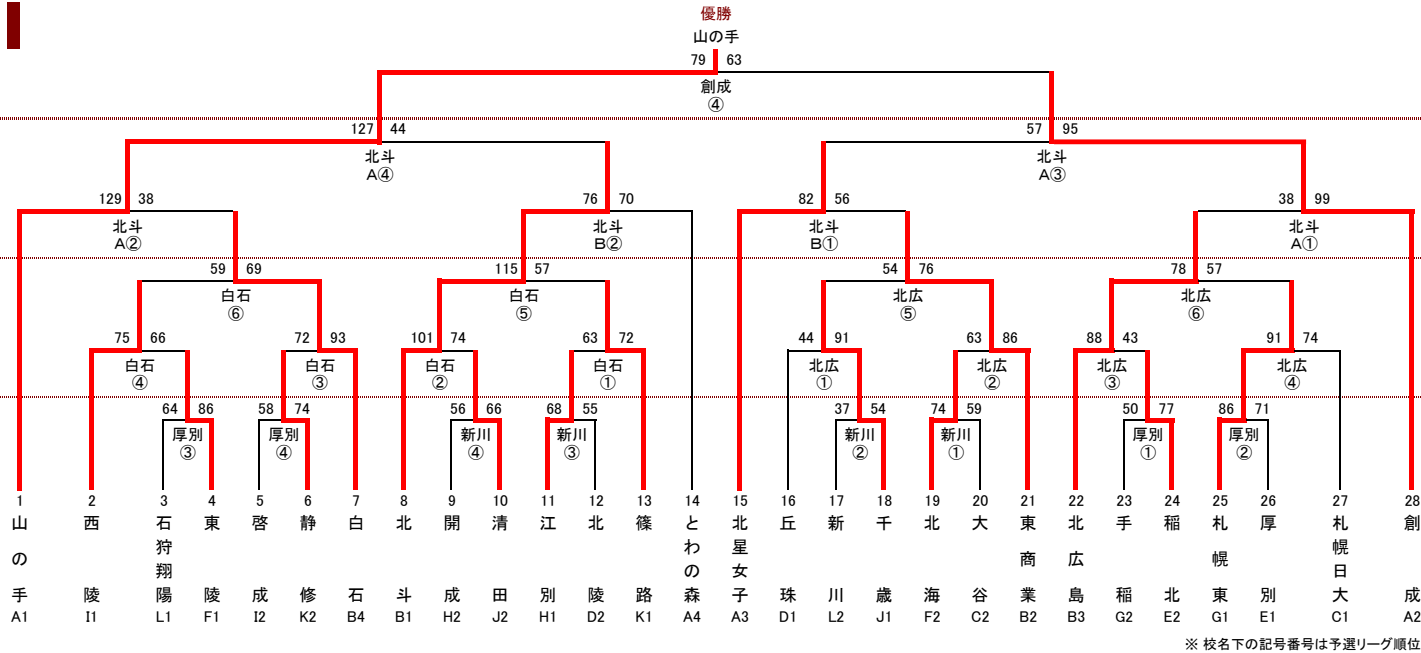 優勝
山の手
79 63
創成
④
127 44 57 95
北斗 北斗
A④ A③
129 38 76 70 82 56 38 99
北斗 北斗 北斗 北斗
A② B② B① A①
59 69 115 57 54 76 78 57
白石 白石 北広 北広
⑥ ⑤ ⑤ ⑥
75 66 72 93 101 74 63 72 44 91 63 86 88 43 91 74
白石 白石 白石 白石 北広 北広 北広 北広
④ ③ ② ① ① ② ③ ④
64 86 58 74 56 66 68 55 37 54 74 59 50 77 86 71
厚別 厚別 新川 新川 新川 新川 厚別 厚別
③ ④ ④ ③ ② ① ① ②
1 2 3 4 5 6 7 8 9 10 11 12 13 14 15 16 17 18 19 20 21 22 23 24 25 26 27 28
山の手 西陵 石狩翔陽 東陵 啓成 静修 白石 北斗 開成 清田 江別 北陵 篠路 とわの森 北星女子 丘珠 新川 千歳 北海 大谷 東商業 北広島 手稲 稲北 札幌東 厚別 札幌日大 創成
A1 I1 L1 F1 I2 K2 B4 B1 H2 J2 H1 D2 K1 A4 A3 D1 L2 J1 F2 C2 B2 B3 G2 E2 G1 E1 C1 A2
※ 校名下の記号番号は予選リーグ順位